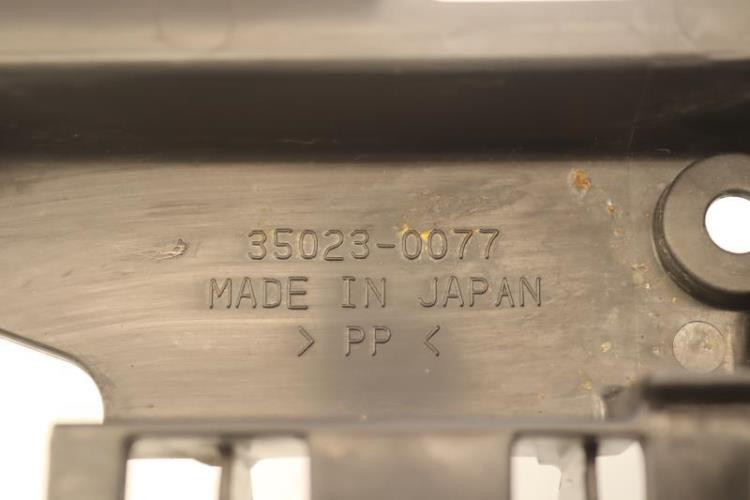 35023-0077
MADE IN JAPAN
> PP <